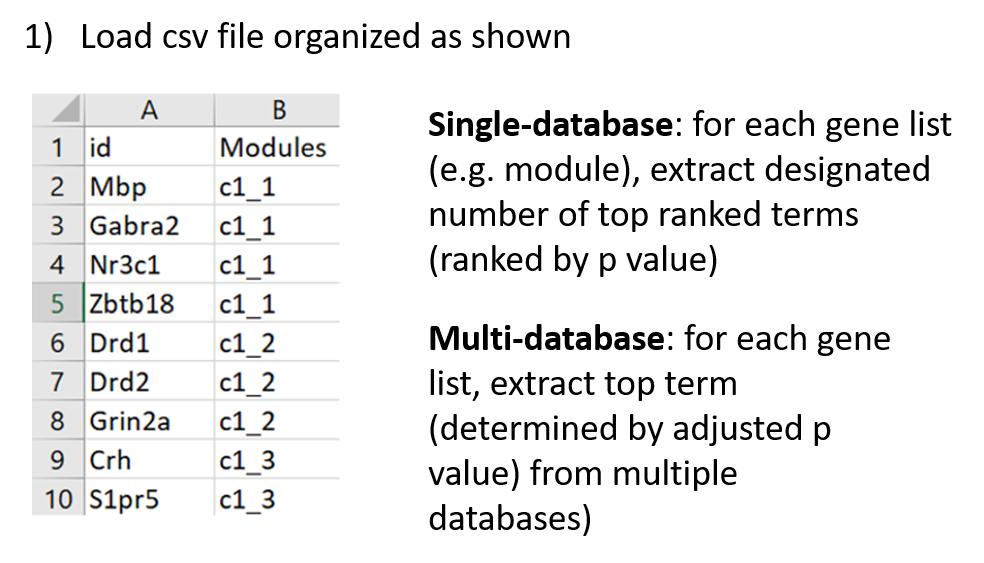 1) Load csv file organized as shown
A B
1 id Modules
2 Mbp c1_1
3 Gabra2 c1_1
4 Nr3c1 c1_1
5 Zbtb18 c1_1
6 Drd1 c1_2
7 Drd2 c1_2
8 Grin2a c1_2
9 Crh c1_3
10 S1pr5 c1_3
Single-database: for each gene list
(e.g. module), extract designated
number of top ranked terms
(ranked by p value)
Multi-database: for each gene
list, extract top term
(determined by adjusted p
value) from multiple
databases)